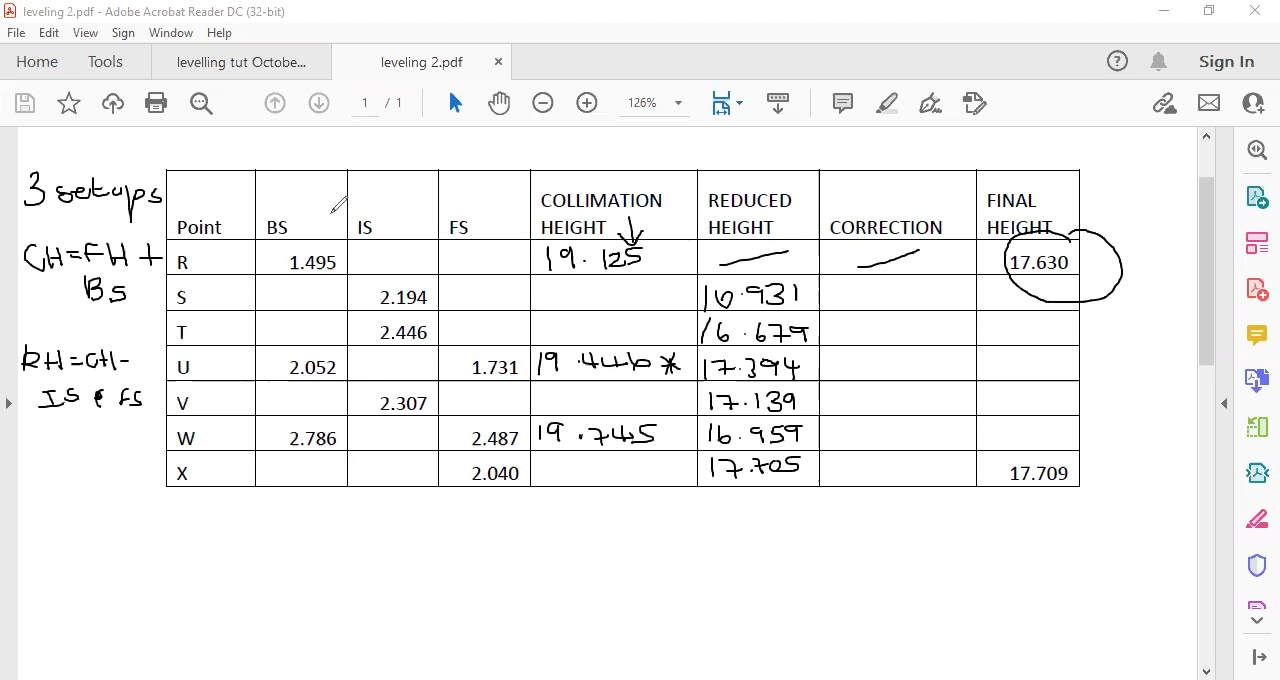 leveling 2.pdf - Adobe Acrobat Reader DC (32-bit)
File Edit View Sign Window Help
Home Tools levelling tut Octobe... leveling 2.pdf × Sign In
1 / 1 126%
3 setups
CH=FH+
BS
RH=CH-
IS & FS
Point BS IS FS COLLIMATION HEIGHT REDUCED HEIGHT CORRECTION FINAL HEIGHT
R 1.495 19.125 17.630
S 2.194 16.931
T 2.446 16.679
U 2.052 1.731 19.446* 17.394
V 2.307 17.139
W 2.786 2.487 19.745 16.959
X 2.040 17.705 17.709